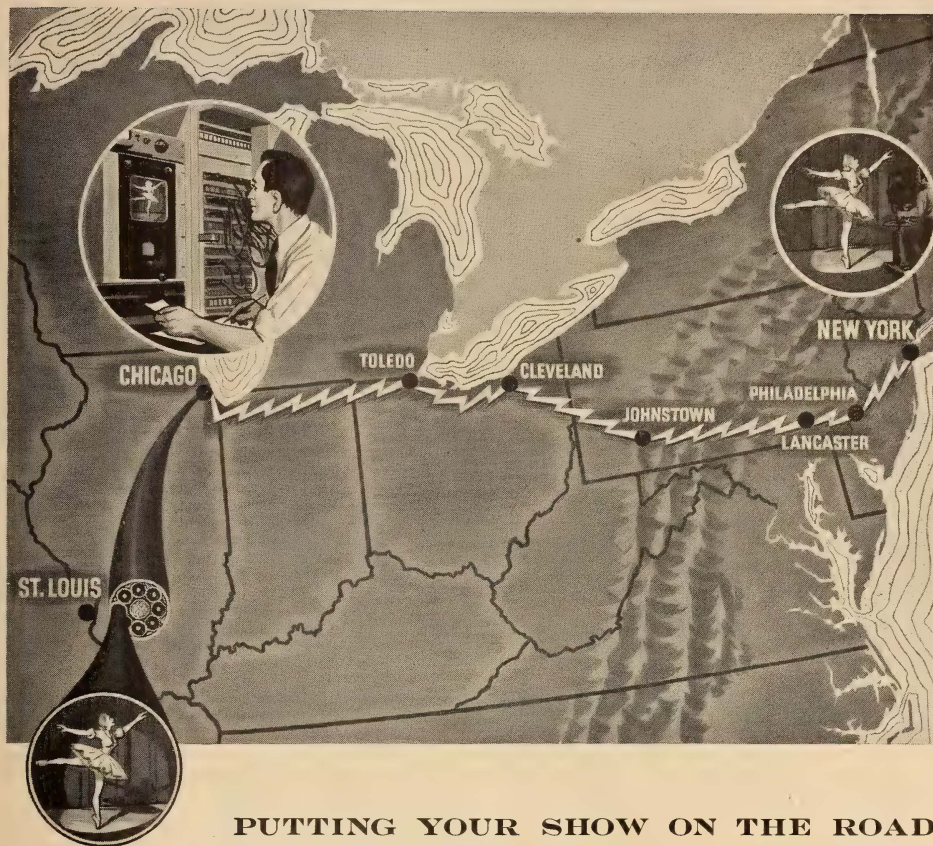 NEW YORK
CHICAGO
TOLEDO
CLEVELAND
PHILADELPHIA
JOHNSTOWN
LANCASTER
ST. LOUIS
PUTTING YOUR SHOW ON THE ROAD